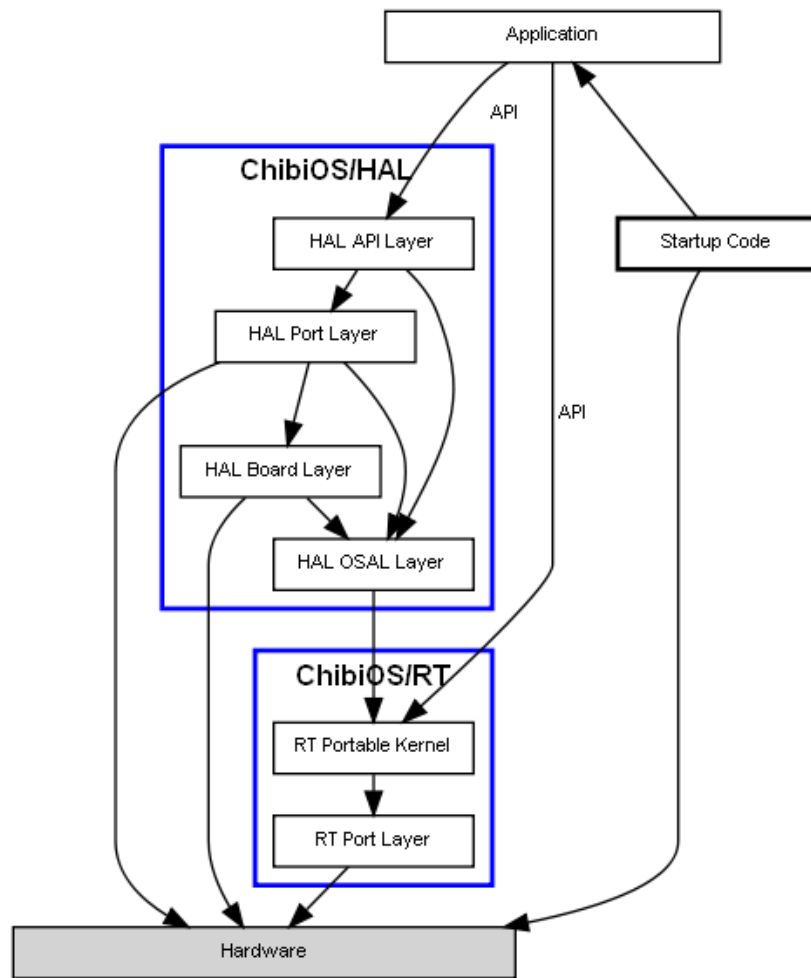 Application
API
ChibiOS/HAL
HAL API Layer
Startup Code
HAL Port Layer
API
HAL Board Layer
HAL OSAL Layer
ChibiOS/RT
RT Portable Kernel
RT Port Layer
Hardware